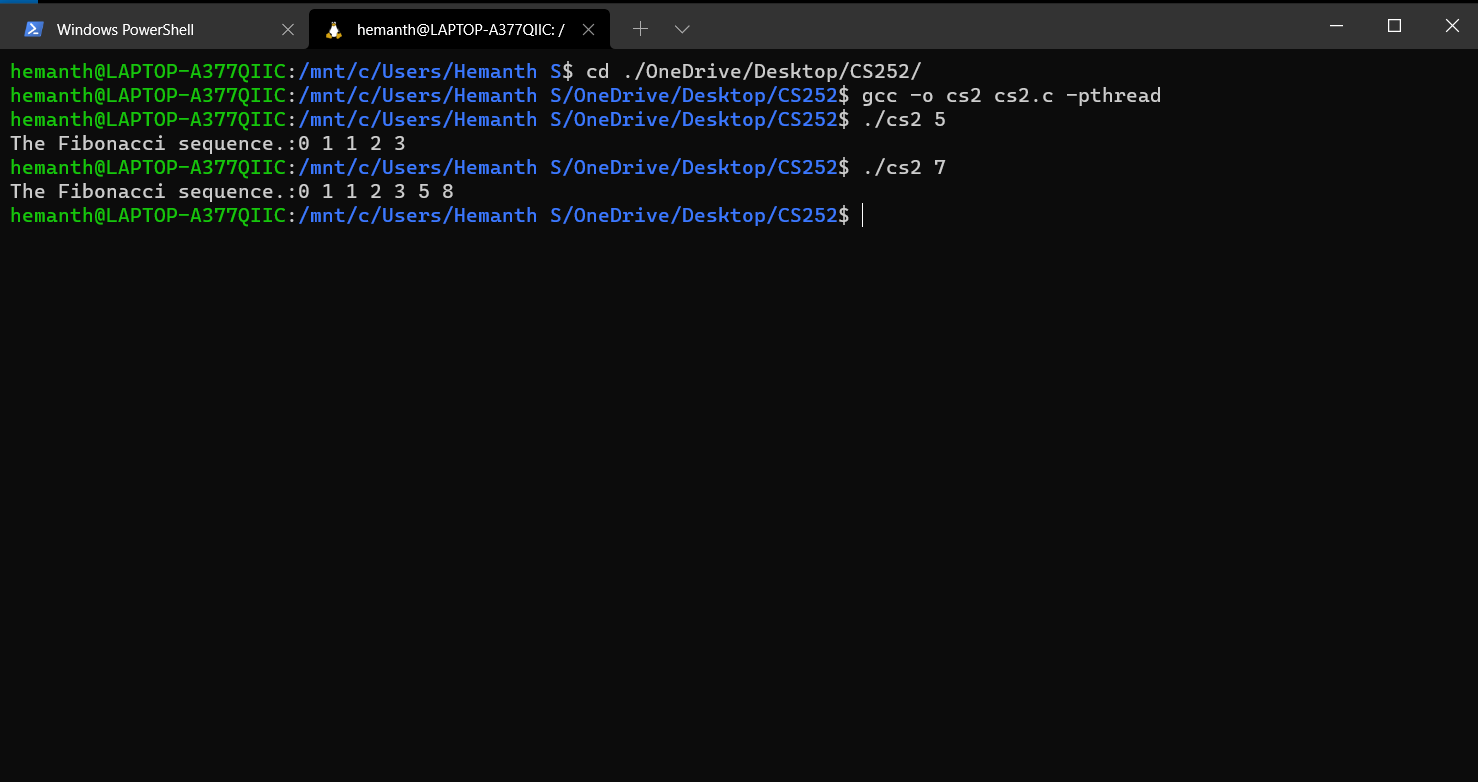 Windows PowerShell
hemanth@LAPTOP-A377QIIC: /
hemanth@LAPTOP-A377QIIC:/mnt/c/Users/Hemanth S$ cd ./OneDrive/Desktop/CS252/
hemanth@LAPTOP-A377QIIC:/mnt/c/Users/Hemanth S/OneDrive/Desktop/CS252$ gcc -o cs2 cs2.c -pthread
hemanth@LAPTOP-A377QIIC:/mnt/c/Users/Hemanth S/OneDrive/Desktop/CS252$ ./cs2 5
The Fibonacci sequence.:0 1 1 2 3
hemanth@LAPTOP-A377QIIC:/mnt/c/Users/Hemanth S/OneDrive/Desktop/CS252$ ./cs2 7
The Fibonacci sequence.:0 1 1 2 3 5 8
hemanth@LAPTOP-A377QIIC:/mnt/c/Users/Hemanth S/OneDrive/Desktop/CS252$